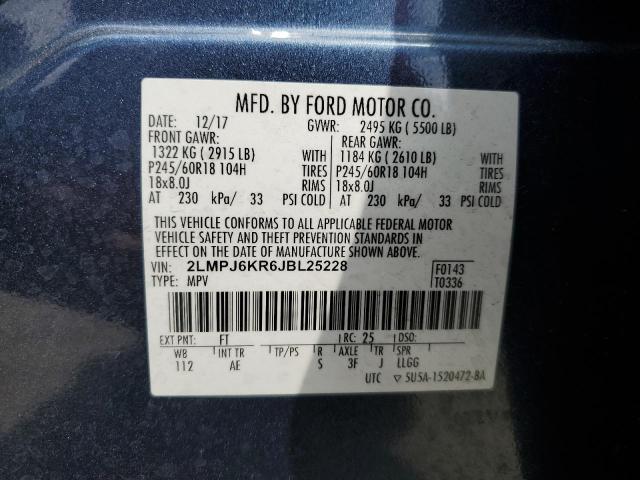 MFD. BY FORD MOTOR CO.
DATE: 12/17 GVWR: 2495 KG ( 5500 LB)
FRONT GAWR: REAR GAWR:
1322 KG ( 2915 LB) WITH 1184 KG ( 2610 LB) WITH
P245/60R18 104H TIRES P245/60R18 104H TIRES
18x8.0J RIMS 18x8.0J RIMS
AT 230 kPa/ 33 PSI COLD AT 230 kPa/ 33 PSI COLD
THIS VEHICLE CONFORMS TO ALL APPLICABLE FEDERAL MOTOR
VEHICLE SAFETY AND THEFT PREVENTION STANDARDS IN
EFFECT ON THE DATE OF MANUFACTURE SHOWN ABOVE.
VIN: 2LMPJ6KR6JBL25228 F0143
TYPE: MPV T0336
EXT PNT: FT RC: 25 DSO:
WB INT TR TP/PS R AXLE TR SPR
112 AE S 3F J LLGG
UTC ▽ 5U5A-1520472-BA